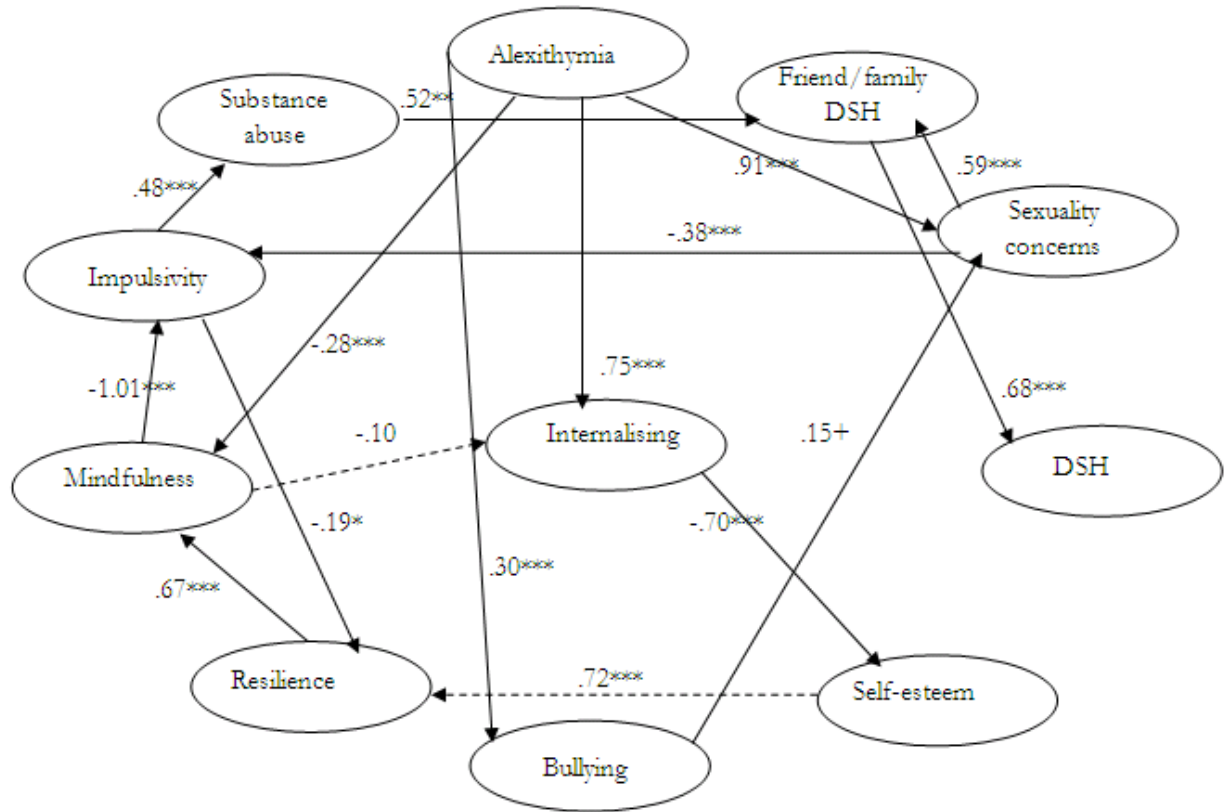 Alexithymia
Friend/family
DSH
Substance
abuse
.52**
.91***
.59***
.48***
Sexuality
concerns
-.38***
Impulsivity
-.28***
.75***
-1.01***
.68***
-.10
Internalising
.15+
Mindfulness
DSH
-.19*
-.70***
.30***
.67***
Resilience
.72***
Self-esteem
Bullying